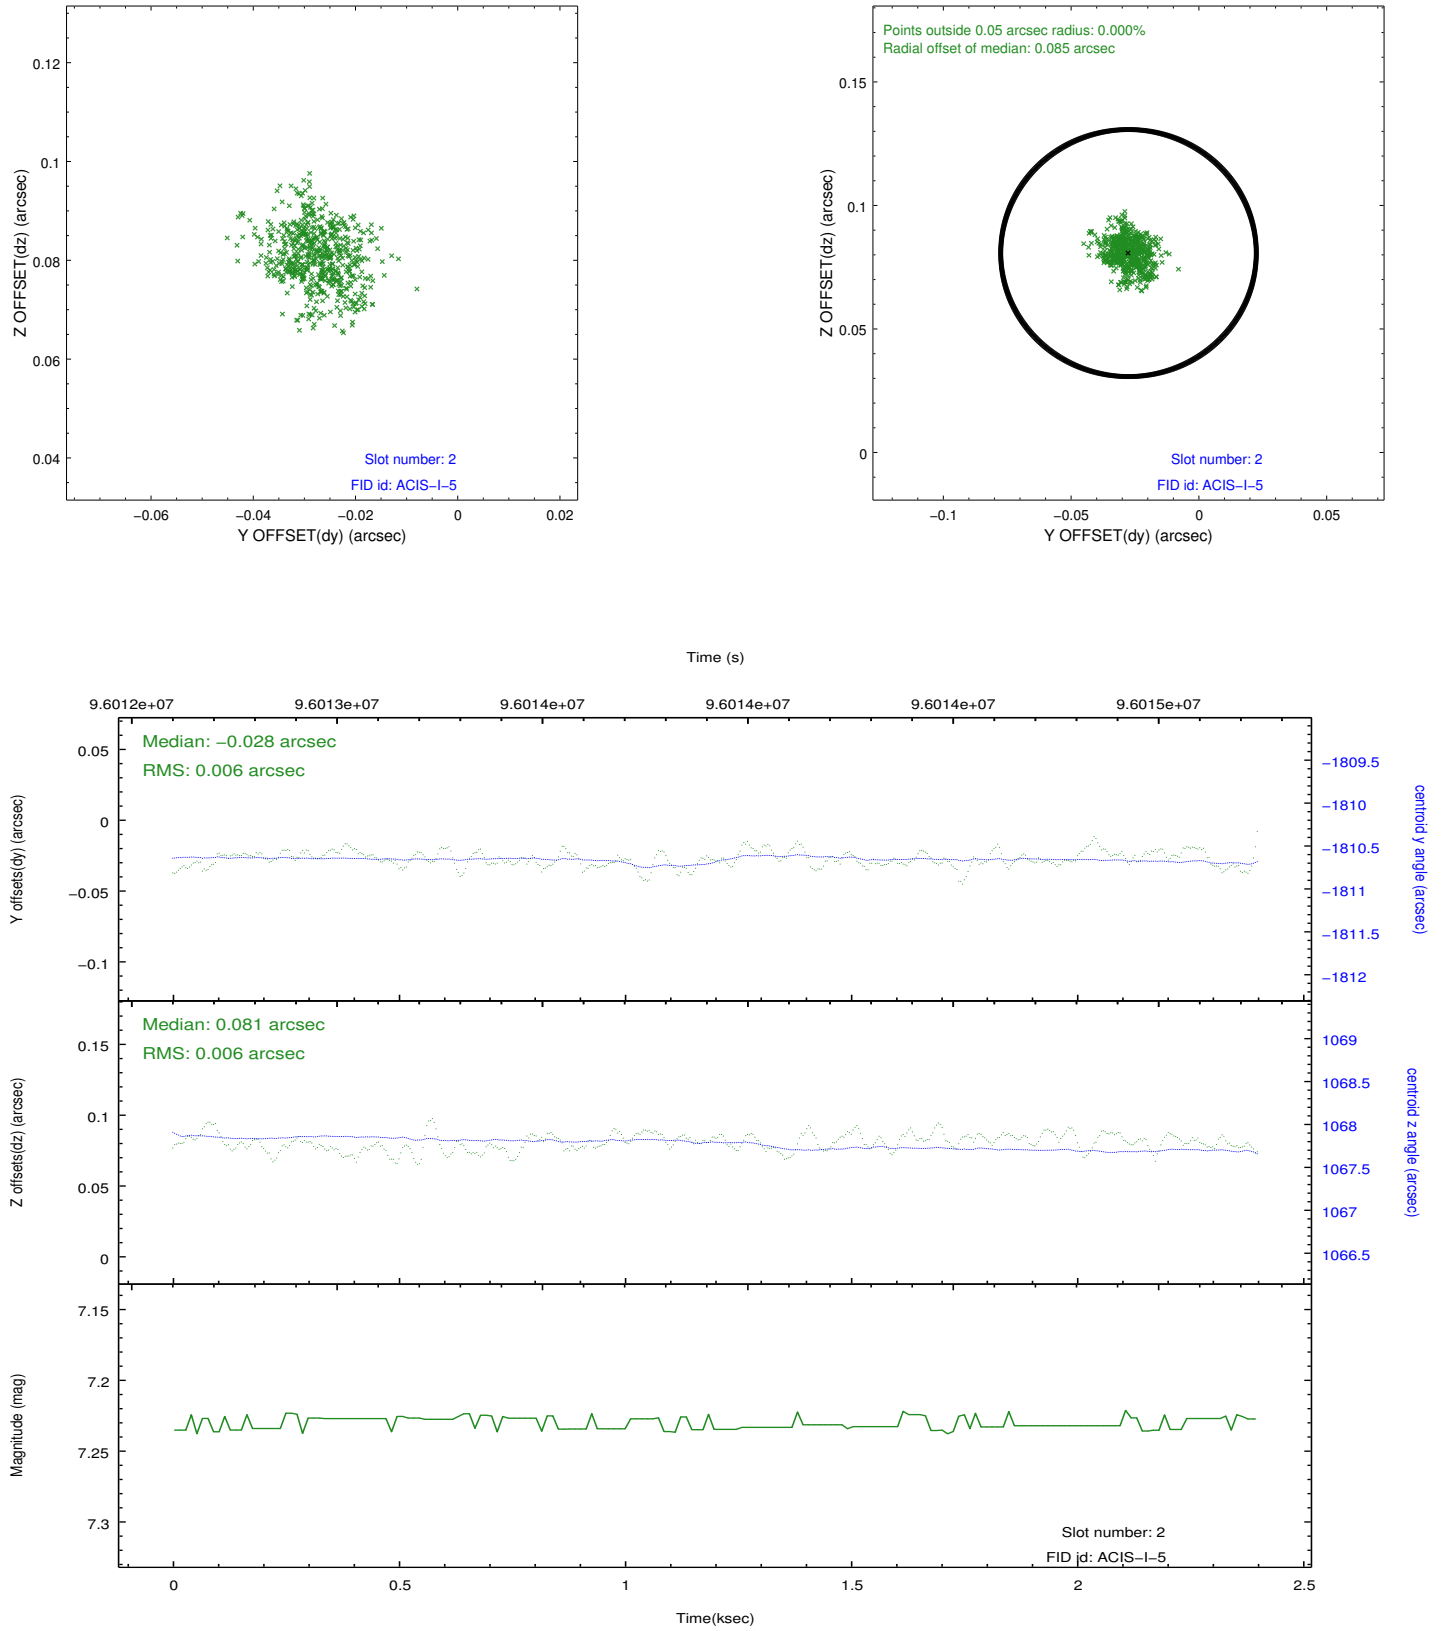 0.12
0.1
0.08
0.06
0.04
Z OFFSET(dz) (arcsec)
Slot number: 2
FID id: ACIS−I−5
−0.06
−0.04
−0.02
0
0.02
Y OFFSET(dy) (arcsec)
Points outside 0.05 arcsec radius: 0.000%
Radial offset of median: 0.085 arcsec
0.15
0.1
0.05
0
Z OFFSET(dz) (arcsec)
Slot number: 2
FID id: ACIS−I−5
−0.1
−0.05
0
0.05
Y OFFSET(dy) (arcsec)
Time (s)
9.6012e+07
9.6013e+07
9.6014e+07
9.6014e+07
9.6014e+07
9.6015e+07
Median: −0.028 arcsec
RMS: 0.006 arcsec
0.05
0
−0.05
−0.1
Y offsets(dy) (arcsec)
−1809.5
−1810
−1810.5
−1811
−1811.5
−1812
centroid y angle (arcsec)
Median: 0.081 arcsec
RMS: 0.006 arcsec
0.15
0.1
0.05
0
Z offsets(dz) (arcsec)
1069
1068.5
1068
1067.5
1067
1066.5
centroid z angle (arcsec)
7.15
7.2
7.25
7.3
Magnitude (mag)
Slot number: 2
FID id: ACIS−I−5
0
0.5
1
1.5
2
2.5
Time(ksec)